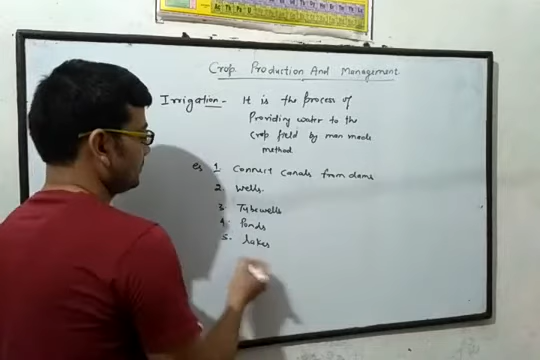 Crop Production And Management
Irrigation - It is the process of
Providing water to the
crop field by man made
method
es 1 Connect Canals from dams
2. Wells.
3. Tubewells
4. Ponds
5. Lakes